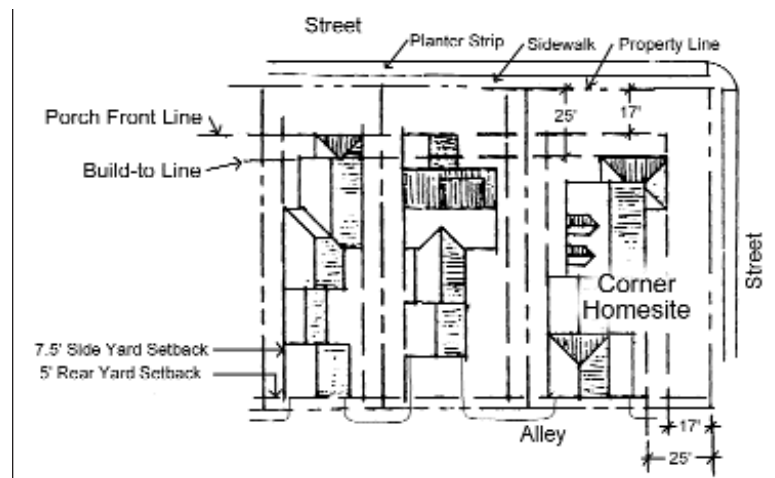 Street
Planter Strip
Sidewalk
Property Line
Porch Front Line
25'
17'
Build-to Line
Street
Corner
Homesite
7.5' Side Yard Setback
5' Rear Yard Setback
Alley
17'
25'